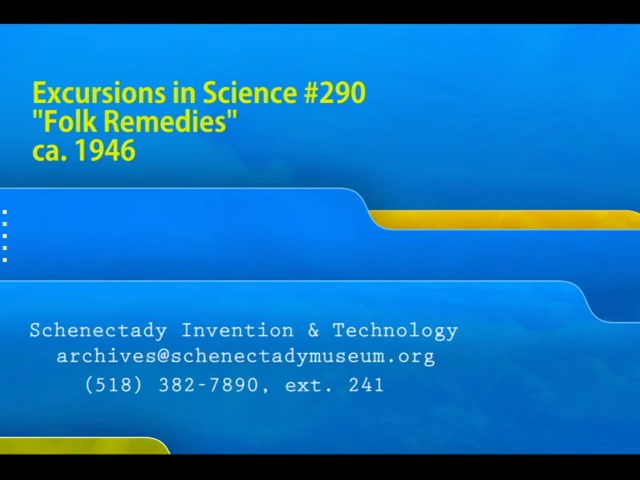 Excursions in Science #290
"Folk Remedies"
ca. 1946
Schenectady Invention & Technology
archives@schenectadymuseum.org
(518) 382-7890, ext. 241